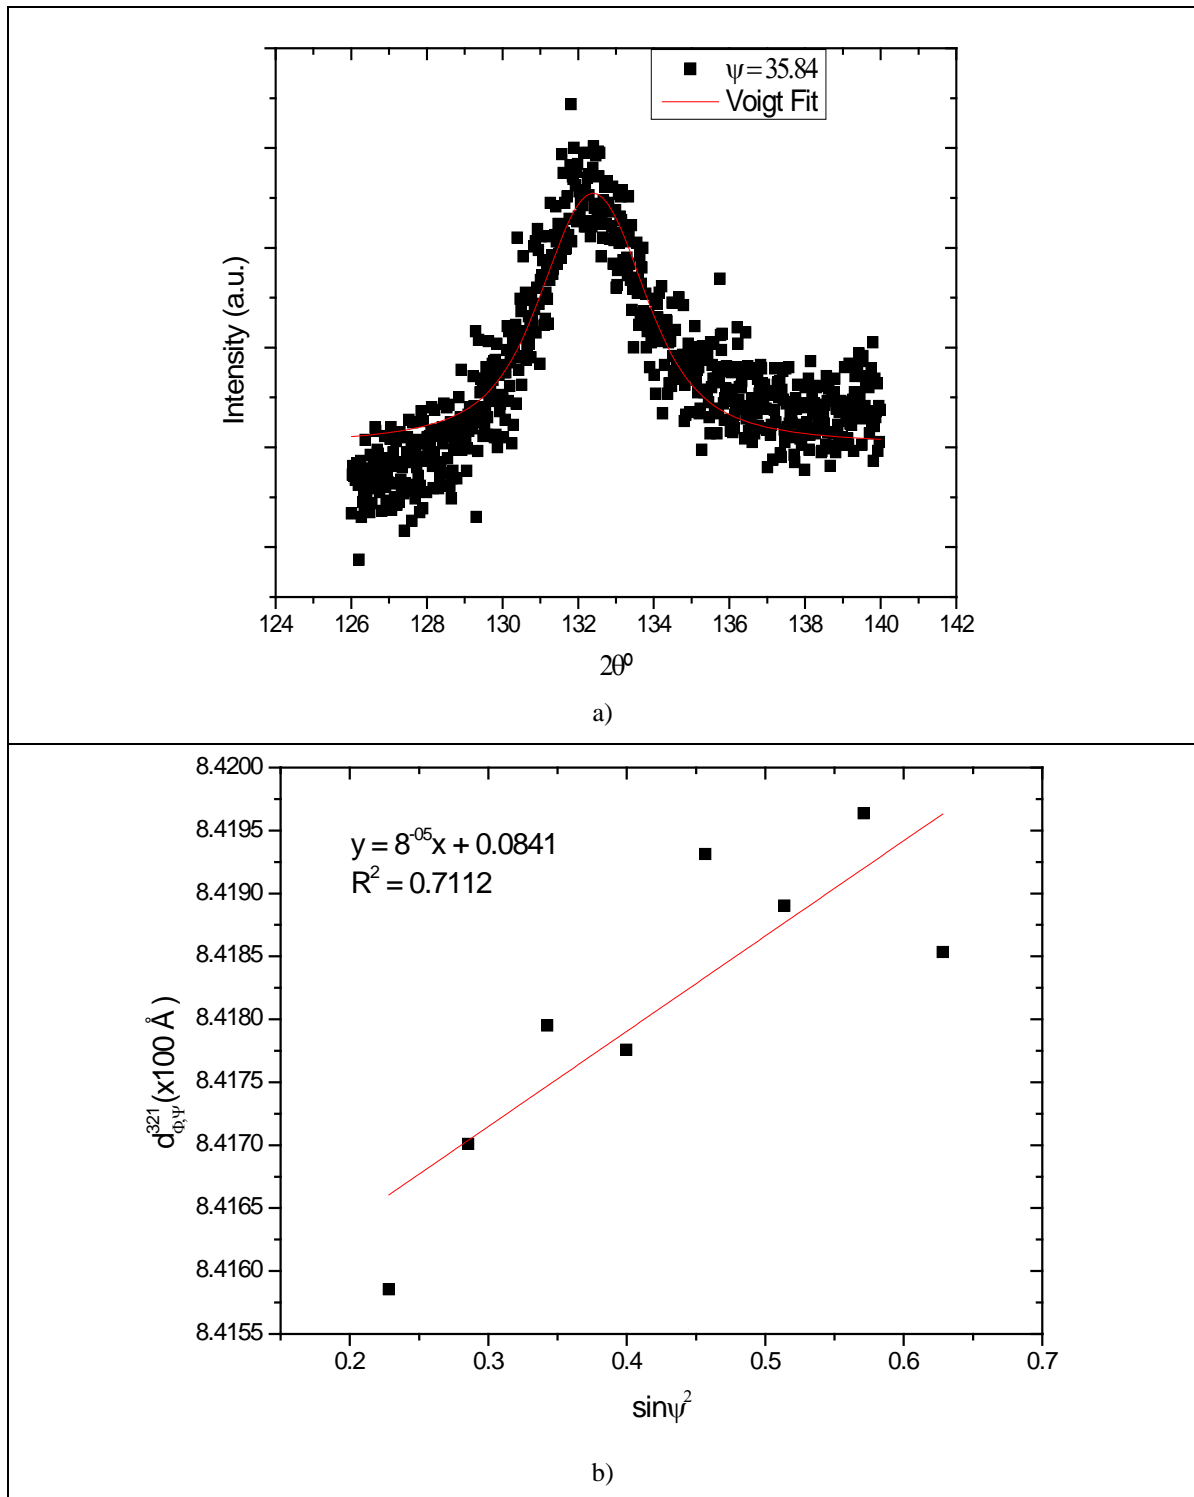 ψ = 35.84
Voigt Fit
Intensity (a.u.)
124 126 128 130 132 134 136 138 140 142
2θ⁰
a)
8.4200
8.4195
8.4190
8.4185
8.4180
8.4175
8.4170
8.4165
8.4160
8.4155
y = 8⁻⁰⁵x + 0.0841
R² = 0.7112
d³²¹Φ,Ψ (x100 Å)
0.2 0.3 0.4 0.5 0.6 0.7
sinψ²
b)